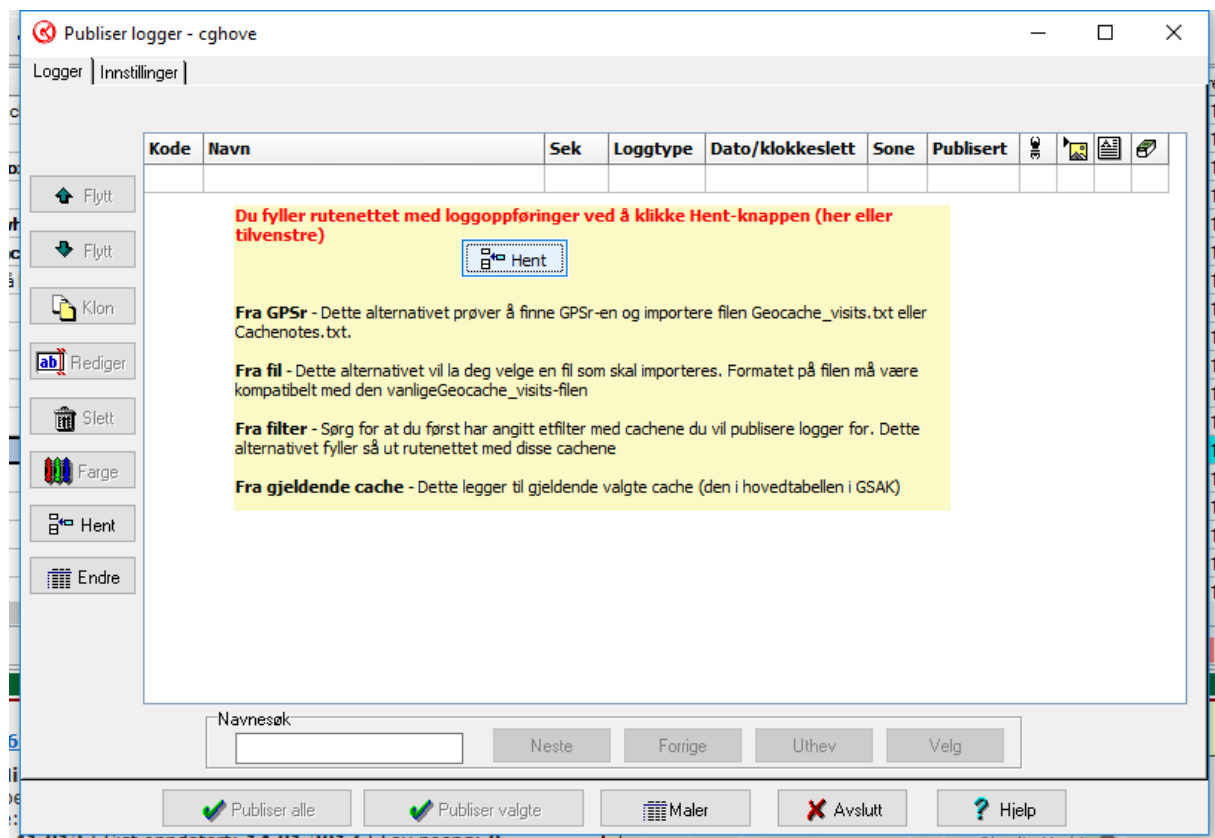 Publiser logger - cghove
Logger Innstillinger
Kode Navn Sek Loggtype Dato/klokkeslett Sone Publisert
Flytt
Flytt
Klon
Rediger
Slett
Farge
Hent
Endre
Du fyller rutenettet med loggoppføringer ved å klikke Hent-knappen (her eller
tilvenstre)
Hent
Fra GPSr - Dette alternativet prøver å finne GPSr-en og importere filen Geocache_visits.txt eller
Cachenotes.txt.
Fra fil - Dette alternativet vil la deg velge en fil som skal importeres. Formatet på filen må være
kompatibelt med den vanligeGeocache_visits-filen
Fra filter - Sørg for at du først har angitt etfilter med cachene du vil publisere logger for. Dette
alternativet fyller så ut rutenettet med disse cachene
Fra gjeldende cache - Dette legger til gjeldende valgte cache (den i hovedtabellen i GSAK)
Navnesøk
Neste Forrige Uthev Velg
Publiser alle Publiser valgte Maler Avslutt Hjelp